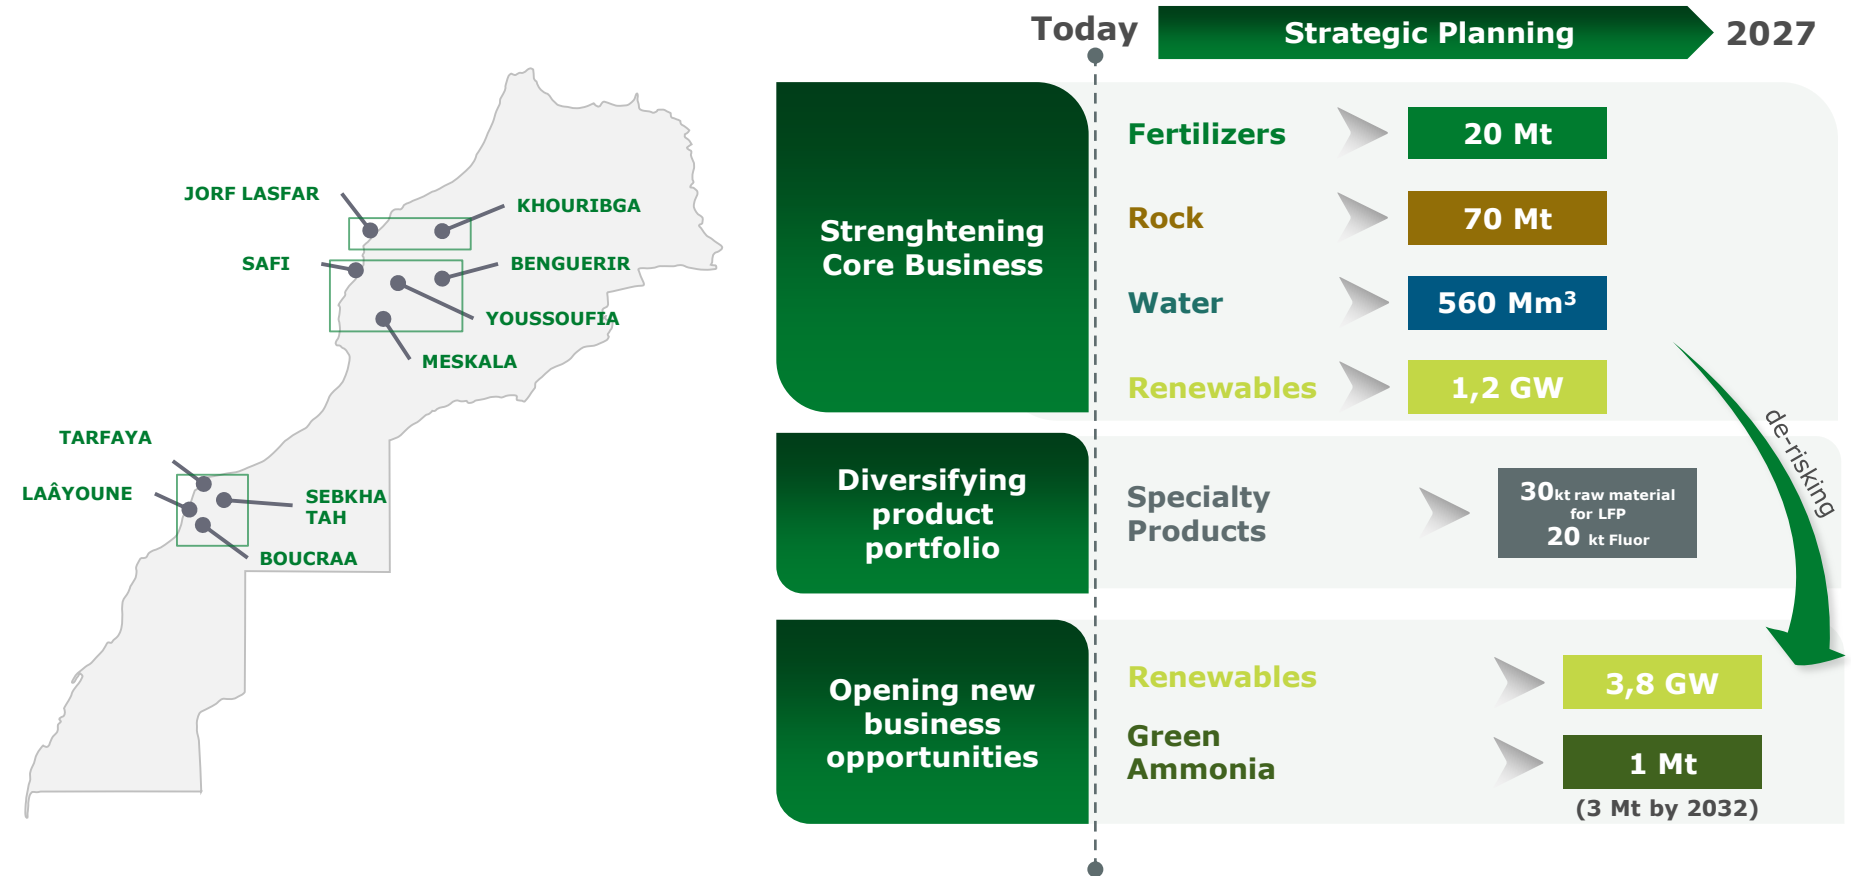 Today
Strategic Planning
2027
JORF LASFAR
KHOURIBGA
SAFI
BENGUERIR
YOUSSOUFIA
MESKALA
TARFAYA
LAÂYOUNE
SEBKHA
TAH
BOUCRAA
Strenghtening
Core Business
Fertilizers
20 Mt
Rock
70 Mt
Water
560 Mm³
Renewables
1,2 GW
de-risking
Diversifying
product
portfolio
Specialty
Products
30kt raw material
for LFP
20 kt Fluor
Opening new
business
opportunities
Renewables
3,8 GW
Green
Ammonia
1 Mt
(3 Mt by 2032)